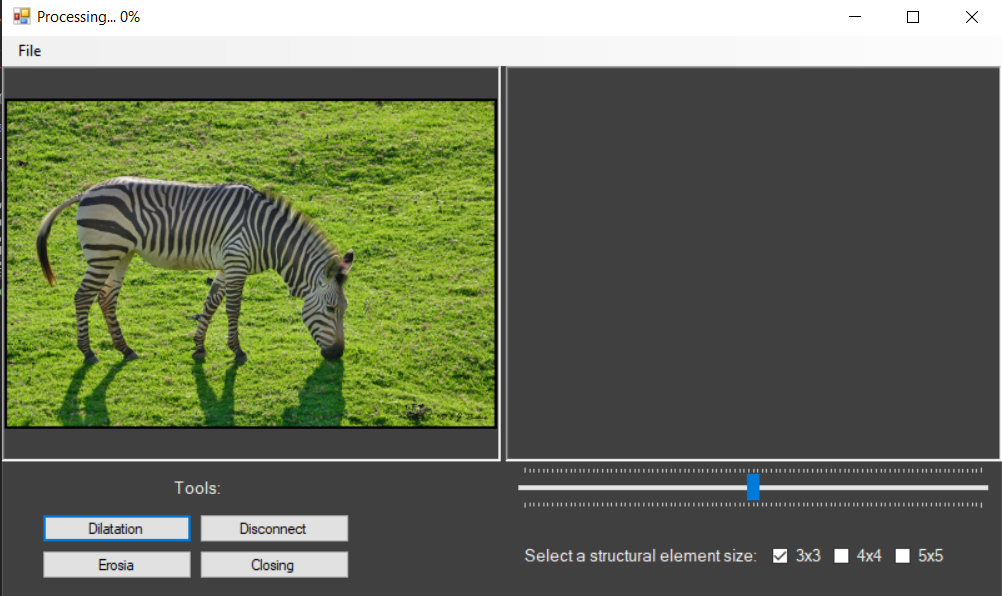 Processing... 0%
File
Tools:
Dilatation
Disconnect
Erosia
Closing
Select a structural element size: 3x3 4x4 5x5